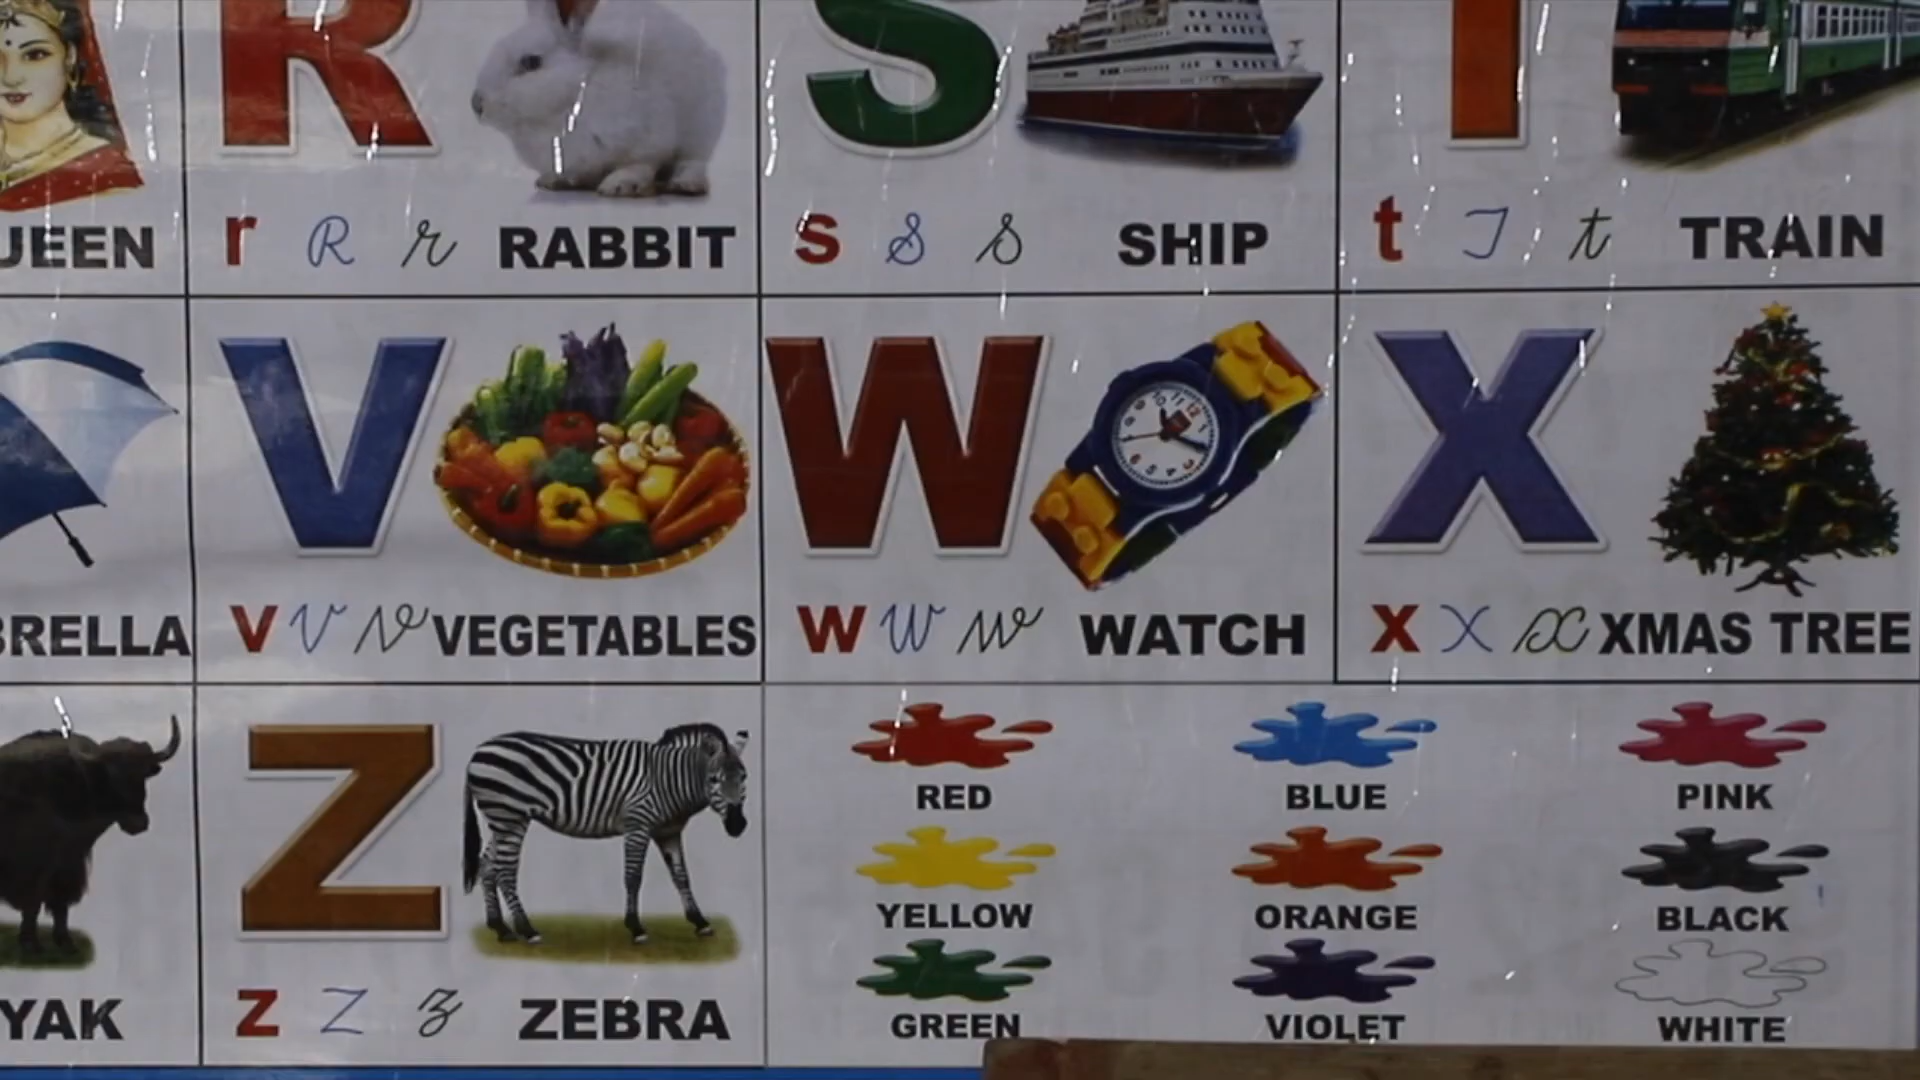 R S T
UEEN r R r RABBIT s S s SHIP t T t TRAIN
V W X
BRELLA v v v VEGETABLES w w w WATCH x x x XMAS TREE
Z
RED BLUE PINK
YELLOW ORANGE BLACK
GREEN VIOLET WHITE
YAK z z z ZEBRA